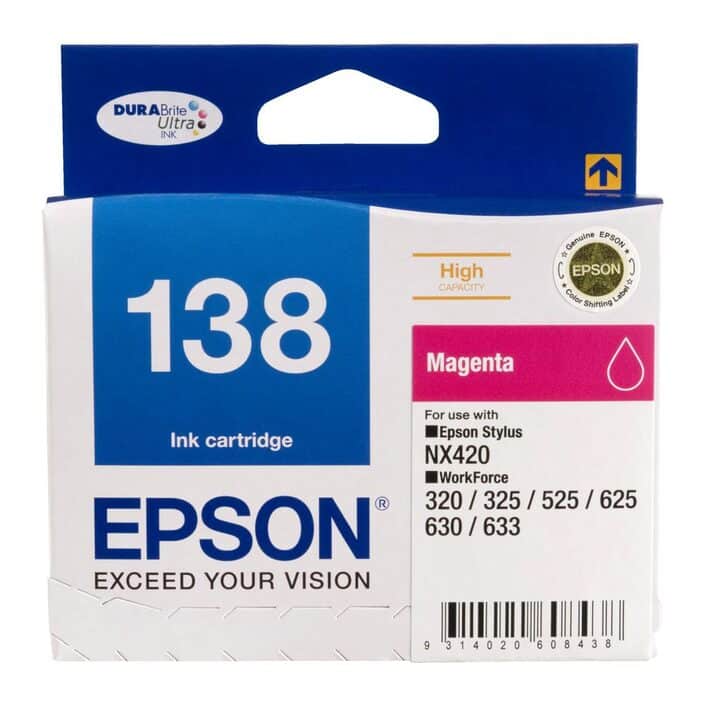 DURABrite
Ultra
INK
138
Ink cartridge
EPSON®
EXCEED YOUR VISION
High
CAPACITY
Genuine EPSON
EPSON
Color Shifting Label
Magenta
For use with
■Epson Stylus
NX420
■WorkForce
320 / 325 / 525 / 625
630 / 633
9 314020 608438